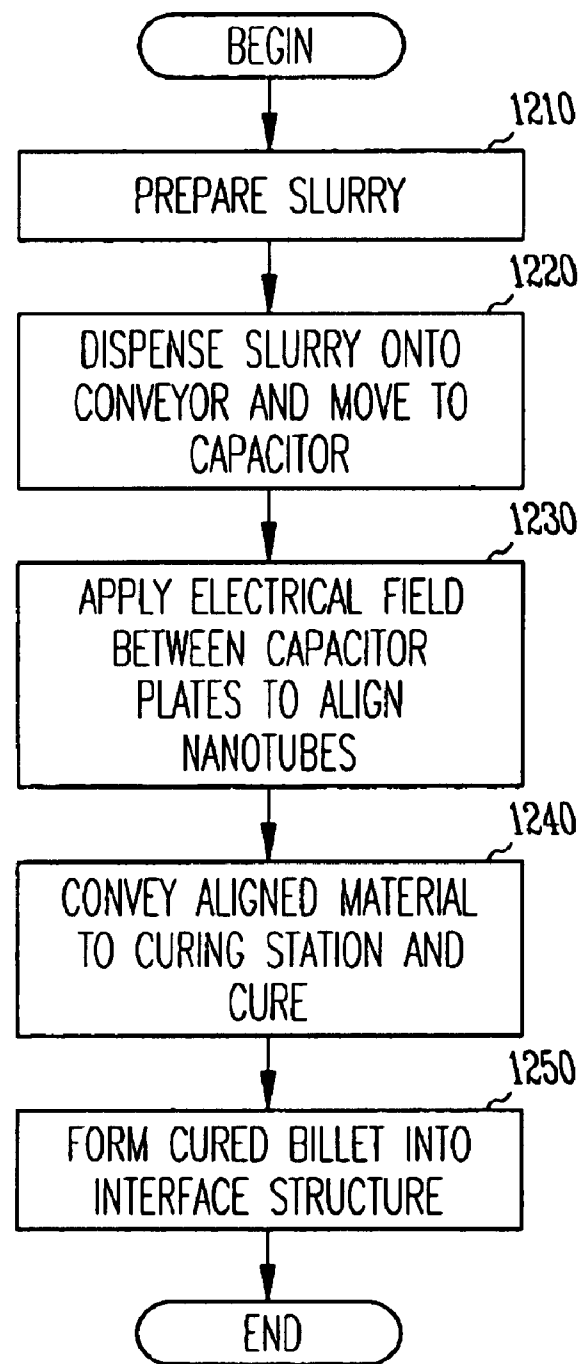 BEGIN
1210
PREPARE SLURRY
1220
DISPENSE SLURRY ONTO
CONVEYOR AND MOVE TO
CAPACITOR
1230
APPLY ELECTRICAL FIELD
BETWEEN CAPACITOR
PLATES TO ALIGN
NANOTUBES
1240
CONVEY ALIGNED MATERIAL
TO CURING STATION AND
CURE
1250
FORM CURED BILLET INTO
INTERFACE STRUCTURE
END